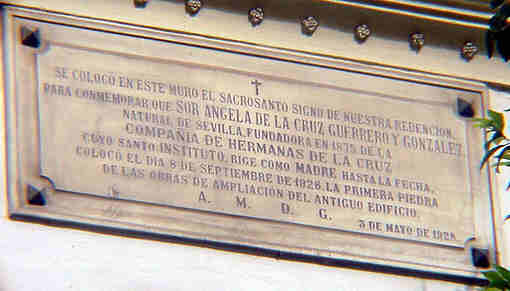 SE COLOCÓ EN ESTE MURO EL SACROSANTO SIGNO DE NUESTRA REDENCION,
PARA CONMEMORAR QUE SOR ANGELA DE LA CRUZ GUERRERO Y GONZALEZ,
NATURAL DE SEVILLA, FUNDADORA EN 1875 DE LA
COMPAÑIA DE HERMANAS DE LA CRUZ
CUYO SANTO INSTITUTO, RIGE COMO MADRE HASTA LA FECHA,
COLOCÓ EL DIA 8 DE SEPTIEMBRE DE 1926 LA PRIMERA PIEDRA
DE LAS OBRAS DE AMPLIACIÓN DEL ANTIGUO EDIFICIO.
A. M. D. G.
3 DE MAYO DE 1928.